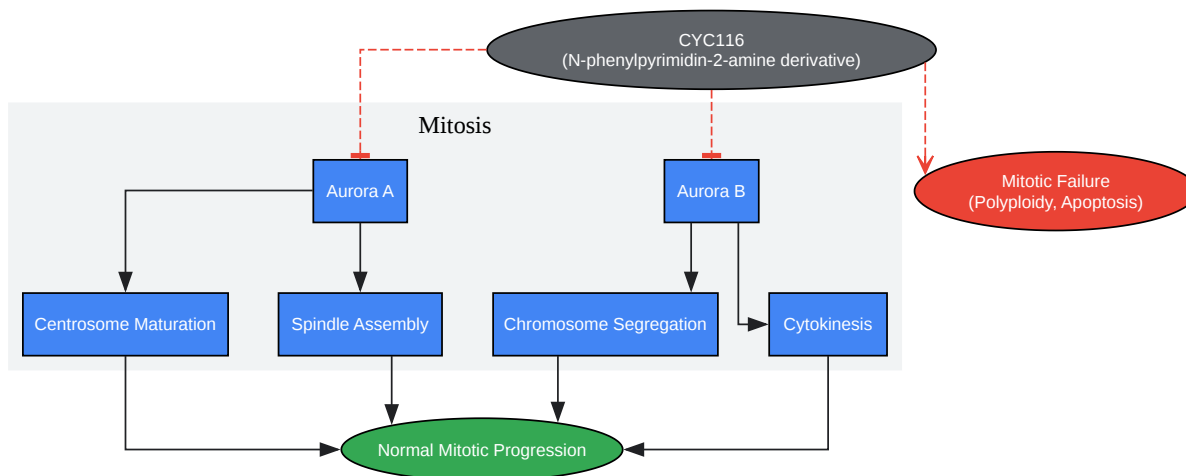 CYC116
(N-phenylpyrimidin-2-amine derivative)
Mitosis
Aurora A
Aurora B
Mitotic Failure
(Polyploidy, Apoptosis)
Centrosome Maturation
Spindle Assembly
Chromosome Segregation
Cytokinesis
Normal Mitotic Progression